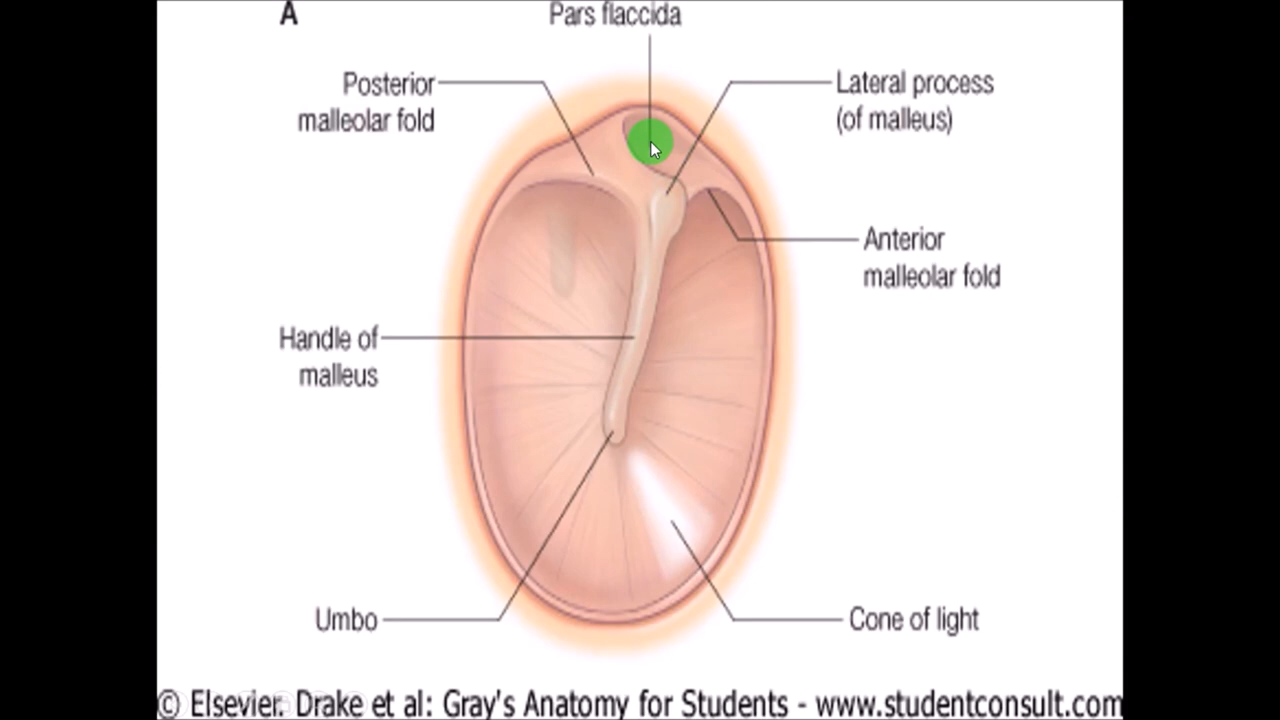 A
Pars flaccida
Posterior
malleolar fold
Lateral process
(of malleus)
Anterior
malleolar fold
Handle of
malleus
Umbo
Cone of light
© Elsevier. Drake et al: Gray's Anatomy for Students - www.studentconsult.com